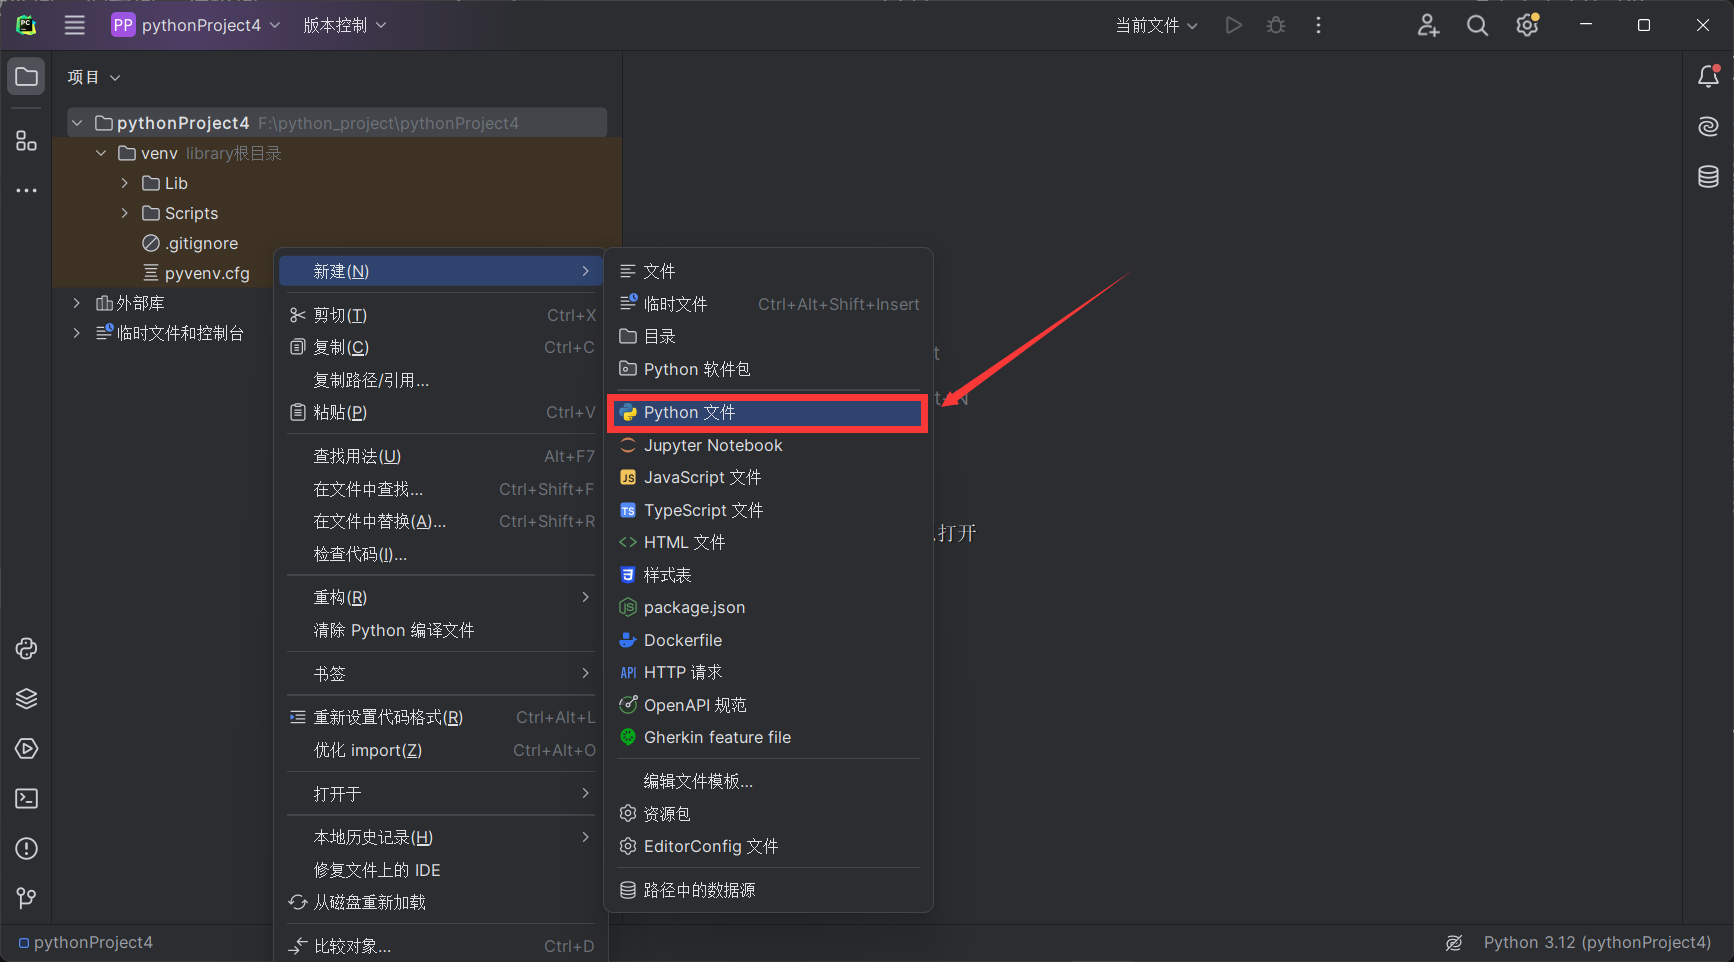 PP pythonProject4 版本控制 当前文件
项目
pythonProject4 F:\python_project\pythonProject4
venv library根目录
Lib
Scripts
.gitignore
pyvenv.cfg
外部库
临时文件和控制台
新建(N)
剪切(T) Ctrl+X
复制(C) Ctrl+C
复制路径/引用...
粘贴(P) Ctrl+V
查找用法(U) Alt+F7
在文件中查找... Ctrl+Shift+F
在文件中替换(A)... Ctrl+Shift+R
检查代码(I)...
重构(R)
清除 Python 编译文件
书签
重新设置代码格式(R) Ctrl+Alt+L
优化 import(Z) Ctrl+Alt+O
打开于
本地历史记录(H)
修复文件上的 IDE
从磁盘重新加载
比较对象... Ctrl+D
文件
临时文件 Ctrl+Alt+Shift+Insert
目录
Python 软件包
Python 文件
Jupyter Notebook
JS JavaScript 文件
TS TypeScript 文件
HTML 文件
样式表
package.json
Dockerfile
API HTTP 请求
OpenAPI 规范
Gherkin feature file
编辑文件模板...
资源包
EditorConfig 文件
路径中的数据源
打开
pythonProject4 Python 3.12 (pythonProject4)